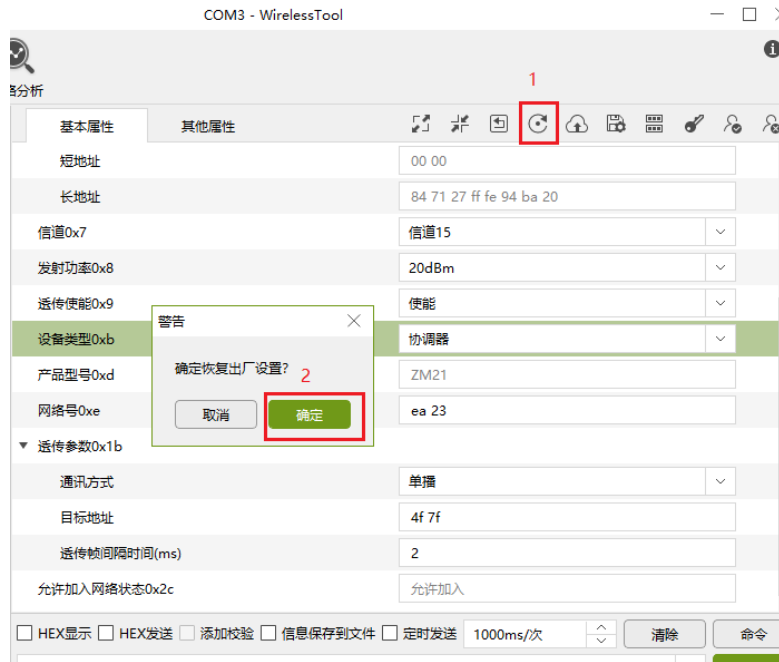 COM3 - WirelessTool
络分析
1
基本属性 其他属性
短地址 00 00
长地址 84 71 27 ff fe 94 ba 20
信道0x7 信道15
发射功率0x8 20dBm
透传使能0x9 使能
警告
设备类型0xb 协调器
确定恢复出厂设置?
产品型号0xd 2 ZM21
网络号0xe 取消 确定 ea 23
透传参数0x1b
通讯方式 单播
目标地址 4f 7f
透传帧间隔时间(ms) 2
允许加入网络状态0x2c 允许加入
HEX显示 HEX发送 添加校验 信息保存到文件 定时发送 1000ms/次 清除 命令